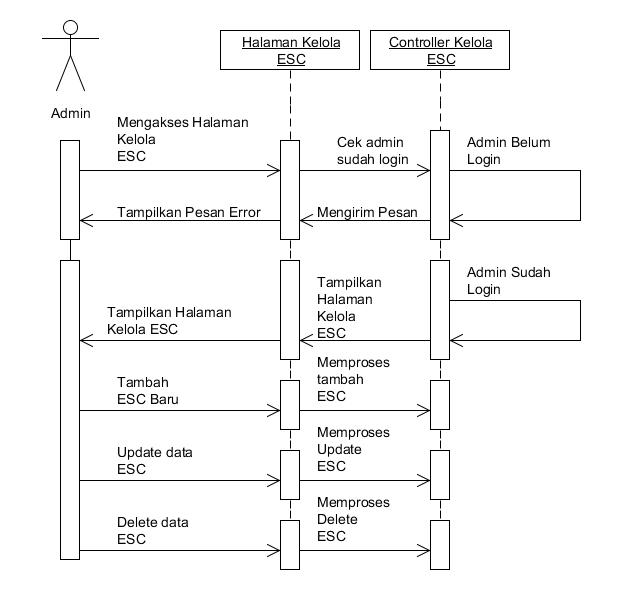 Halaman Kelola
ESC
Controller Kelola
ESC
Admin
Mengakses Halaman
Kelola
ESC
Cek admin
sudah login
Admin Belum
Login
Tampilkan Pesan Error
Mengirim Pesan
Admin Sudah
Login
Tampilkan
Halaman
Kelola
ESC
Tampilkan Halaman
Kelola ESC
Tambah
ESC Baru
Memproses
tambah
ESC
Update data
ESC
Memproses
Update
ESC
Delete data
ESC
Memproses
Delete
ESC